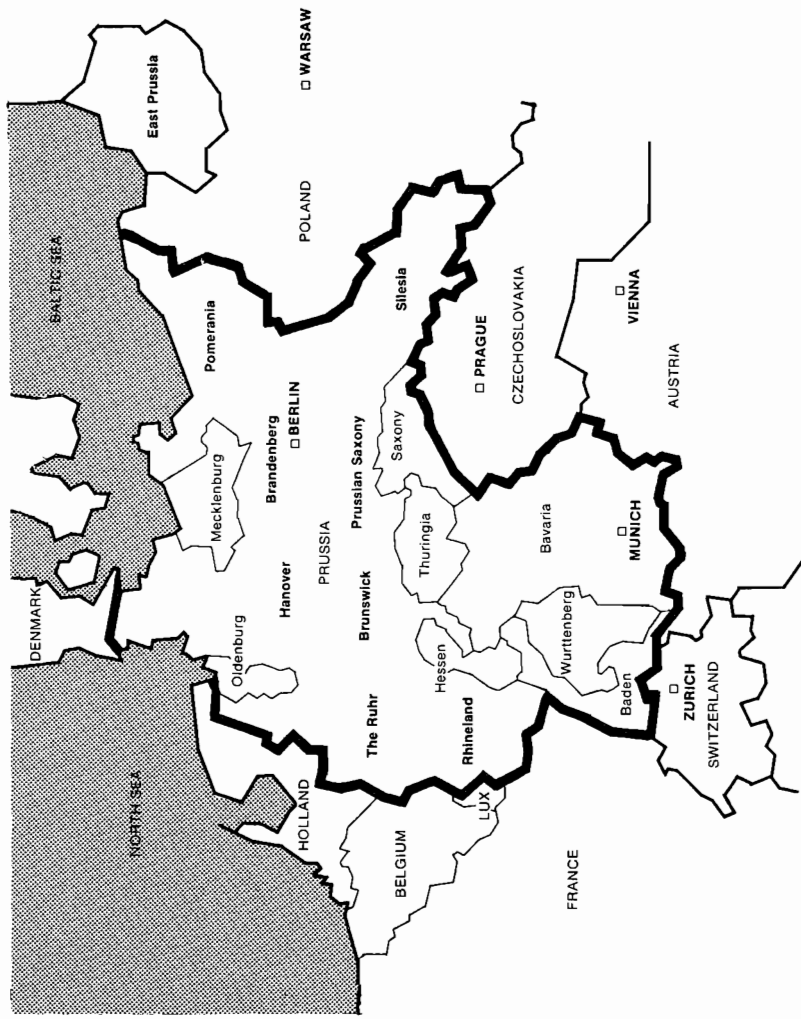 DENMARK
BALTIC SEA
NORTH SEA
East Prussia
Mecklenburg
Pomerania
Oldenburg
Hanover
Brandenberg
□ BERLIN
PRUSSIA
POLAND
□ WARSAW
HOLLAND
The Ruhr
Brunswick
Prussian Saxony
Silesia
BELGIUM
Saxony
Thuringia
Hessen
Rhineland
LUX
□ PRAGUE
CZECHOSLOVAKIA
Bavaria
Wurttenberg
FRANCE
Baden
□ MUNICH
□ VIENNA
AUSTRIA
□ ZURICH
SWITZERLAND